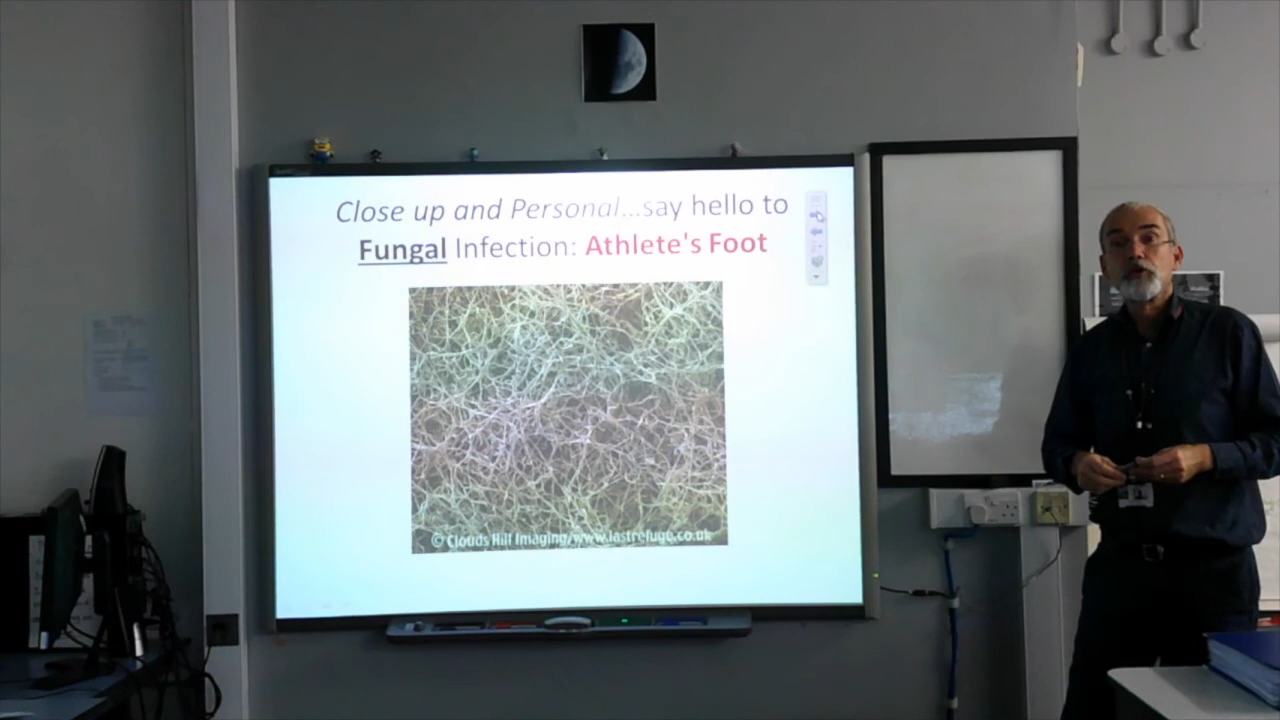 Close up and Personal...say hello to
Fungal Infection: Athlete's Foot
© Clouds Hill Imaging/www.lastrefuge.co.uk